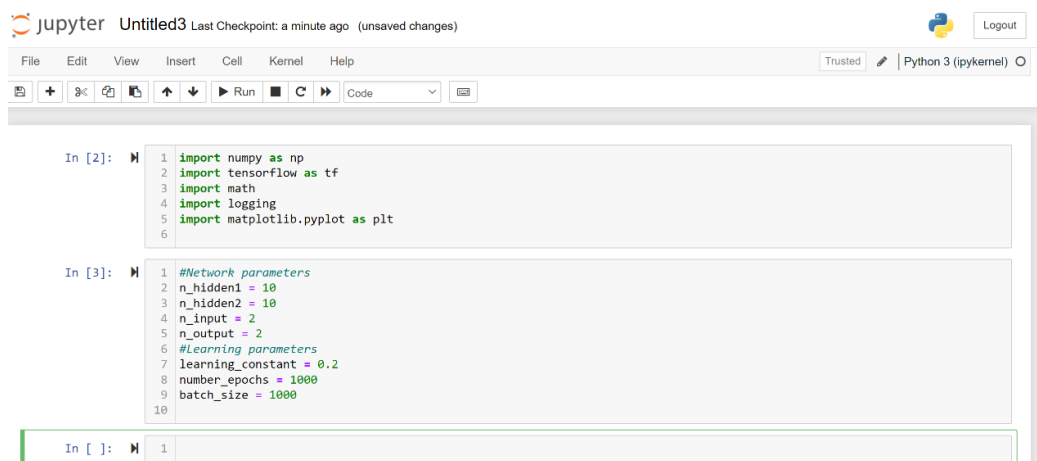 jupyter Untitled3 Last Checkpoint: a minute ago (unsaved changes)
Logout
File Edit View Insert Cell Kernel Help
Trusted Python 3 (ipykernel)
Run Code
In [2]:
1 import numpy as np
2 import tensorflow as tf
3 import math
4 import logging
5 import matplotlib.pyplot as plt
6
In [3]:
1 #Network parameters
2 n_hidden1 = 10
3 n_hidden2 = 10
4 n_input = 2
5 n_output = 2
6 #Learning parameters
7 learning_constant = 0.2
8 number_epochs = 1000
9 batch_size = 1000
10
In [ ]:
1